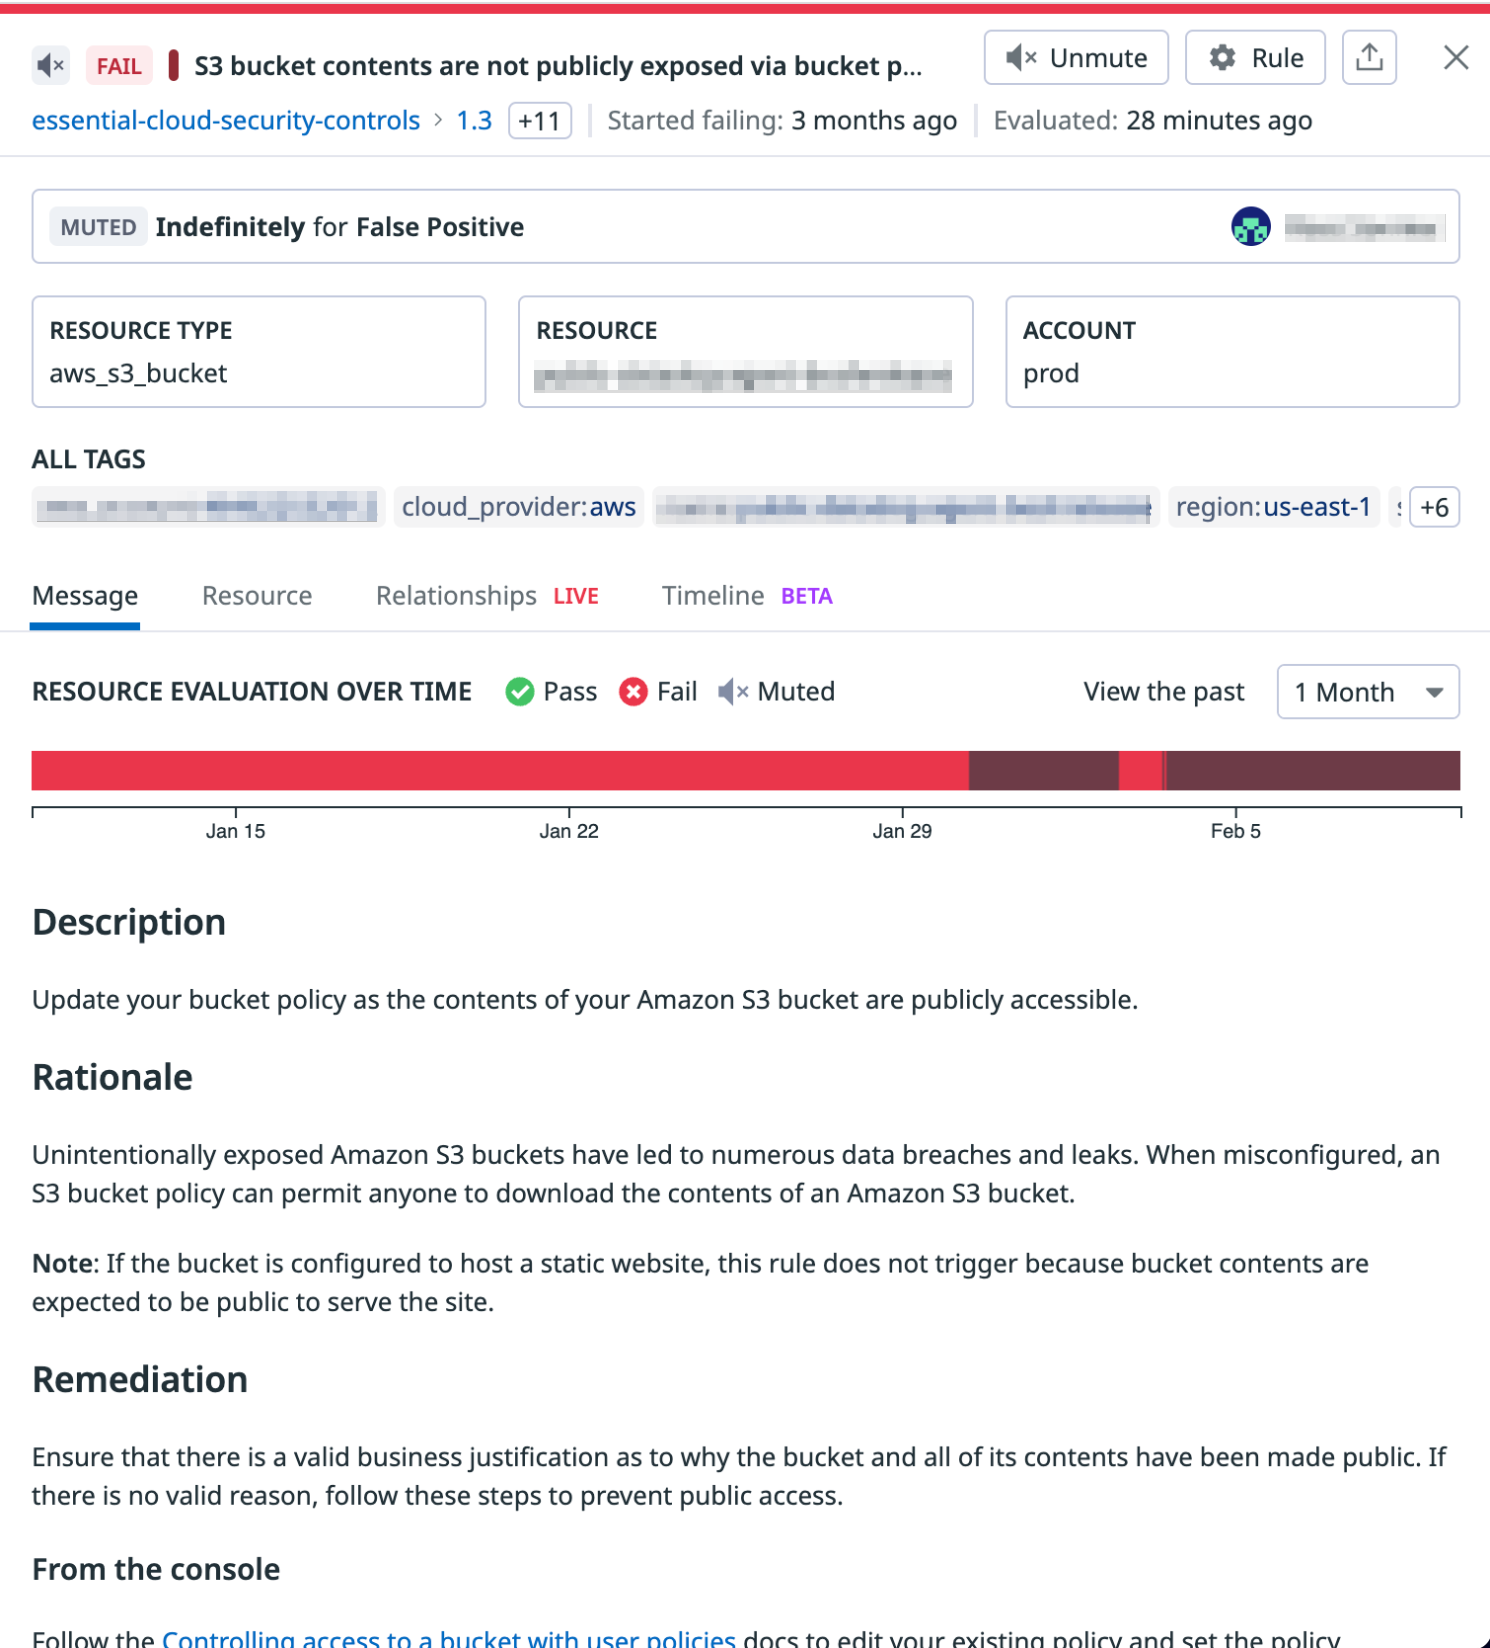 FAIL S3 bucket contents are not publicly exposed via bucket p... Unmute Rule
essential-cloud-security-controls > 1.3 +11 Started failing: 3 months ago Evaluated: 28 minutes ago
MUTED Indefinitely for False Positive
RESOURCE TYPE RESOURCE ACCOUNT
aws_s3_bucket prod
ALL TAGS
cloud_provider:aws region:us-east-1 +6
Message Resource Relationships LIVE Timeline BETA
RESOURCE EVALUATION OVER TIME Pass Fail Muted View the past 1 Month
Jan 15 Jan 22 Jan 29 Feb 5
Description
Update your bucket policy as the contents of your Amazon S3 bucket are publicly accessible.
Rationale
Unintentionally exposed Amazon S3 buckets have led to numerous data breaches and leaks. When misconfigured, an
S3 bucket policy can permit anyone to download the contents of an Amazon S3 bucket.
Note: If the bucket is configured to host a static website, this rule does not trigger because bucket contents are
expected to be public to serve the site.
Remediation
Ensure that there is a valid business justification as to why the bucket and all of its contents have been made public. If
there is no valid reason, follow these steps to prevent public access.
From the console
Follow the Controlling access to a bucket with user policies docs to edit your existing policy and set the policy